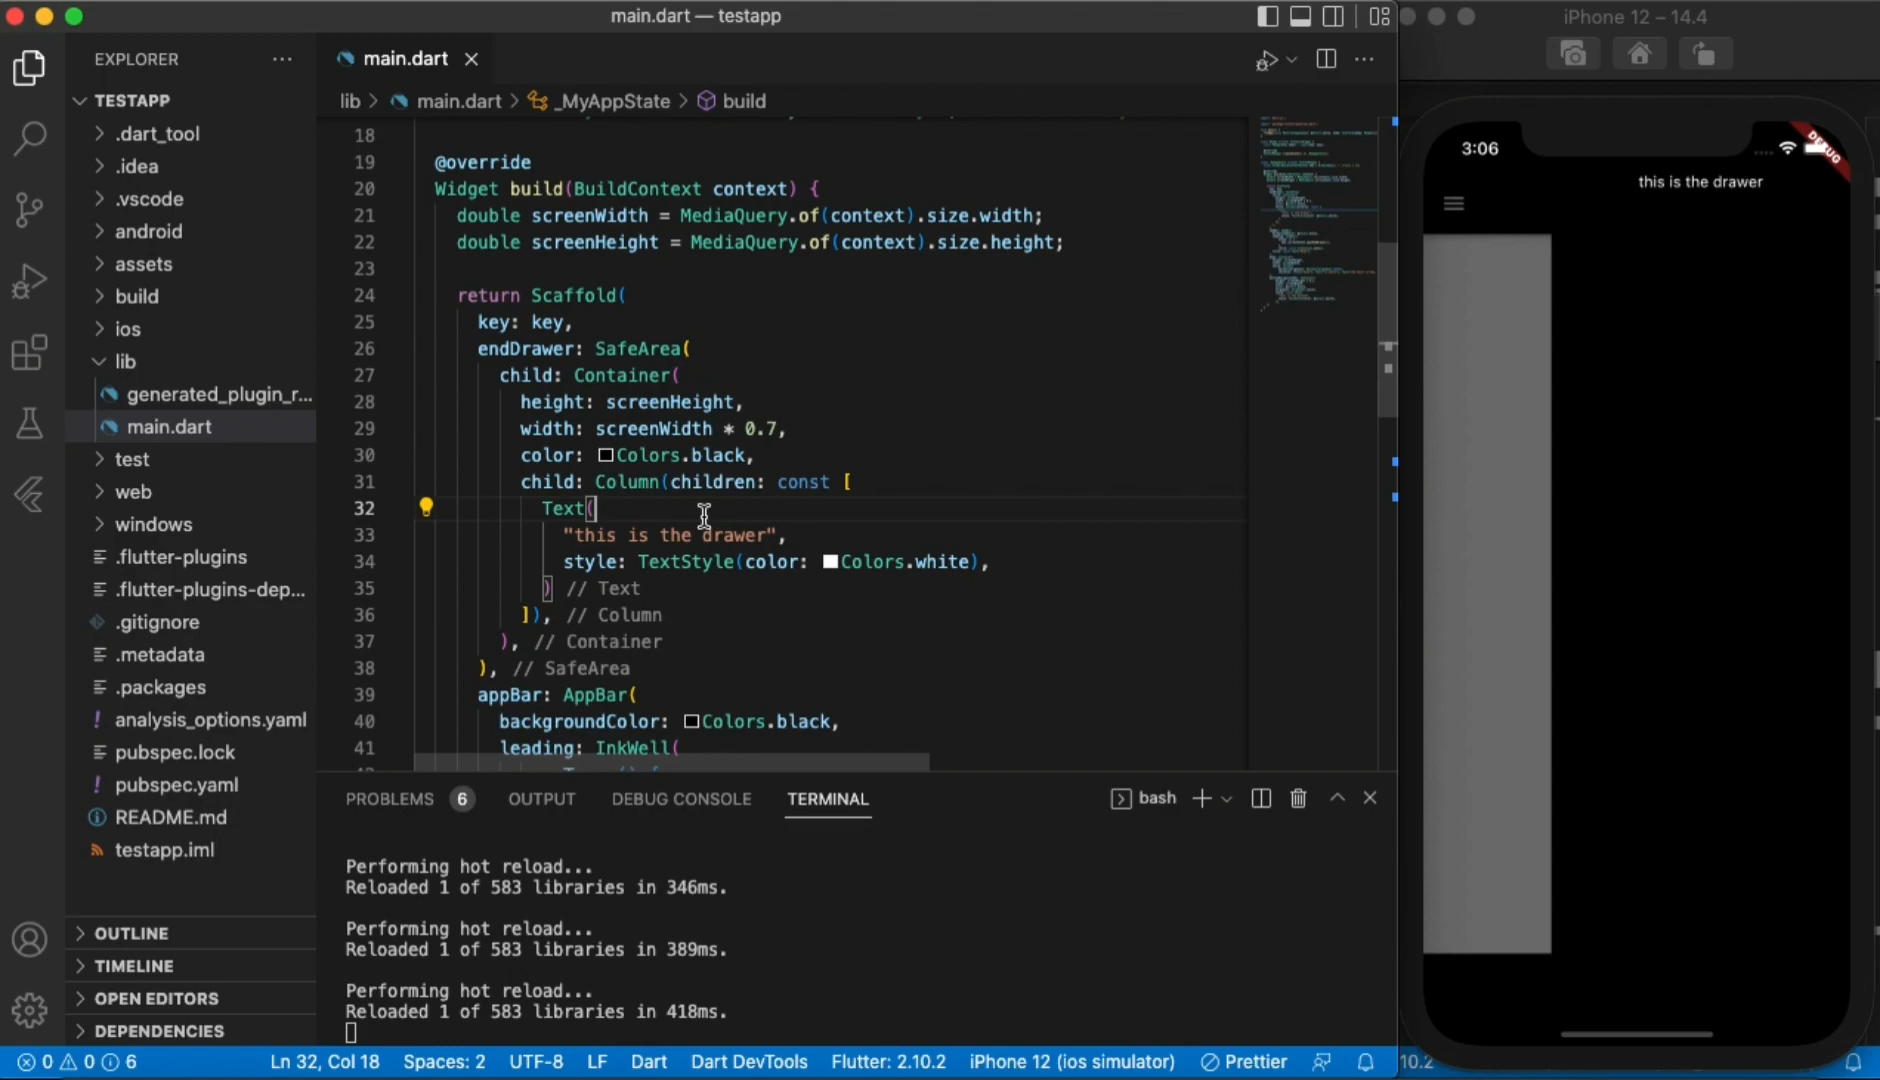 main.dart — testapp
iPhone 12 – 14.4
EXPLORER
main.dart
TESTAPP
lib > main.dart > _MyAppState > build
.dart_tool
.idea
.vscode
android
assets
build
ios
lib
generated_plugin_r...
main.dart
test
web
windows
.flutter-plugins
.flutter-plugins-dep...
.gitignore
.metadata
.packages
analysis_options.yaml
pubspec.lock
pubspec.yaml
README.md
testapp.iml
OUTLINE
TIMELINE
OPEN EDITORS
DEPENDENCIES
18
19 @override
20 Widget build(BuildContext context) {
21 double screenWidth = MediaQuery.of(context).size.width;
22 double screenHeight = MediaQuery.of(context).size.height;
23
24 return Scaffold(
25 key: key,
26 endDrawer: SafeArea(
27 child: Container(
28 height: screenHeight,
29 width: screenWidth * 0.7,
30 color: Colors.black,
31 child: Column(children: const [
32 Text(
33 "this is the drawer",
34 style: TextStyle(color: Colors.white),
35 ) // Text
36 ]), // Column
37 ), // Container
38 ), // SafeArea
39 appBar: AppBar(
40 backgroundColor: Colors.black,
41 leading: InkWell(
PROBLEMS 6 OUTPUT DEBUG CONSOLE TERMINAL
bash
Performing hot reload...
Reloaded 1 of 583 libraries in 346ms.
Performing hot reload...
Reloaded 1 of 583 libraries in 389ms.
Performing hot reload...
Reloaded 1 of 583 libraries in 418ms.
3:06
DEBUG
this is the drawer
0 0 6 Ln 32, Col 18 Spaces: 2 UTF-8 LF Dart Dart DevTools Flutter: 2.10.2 iPhone 12 (ios simulator) Prettier
10.2